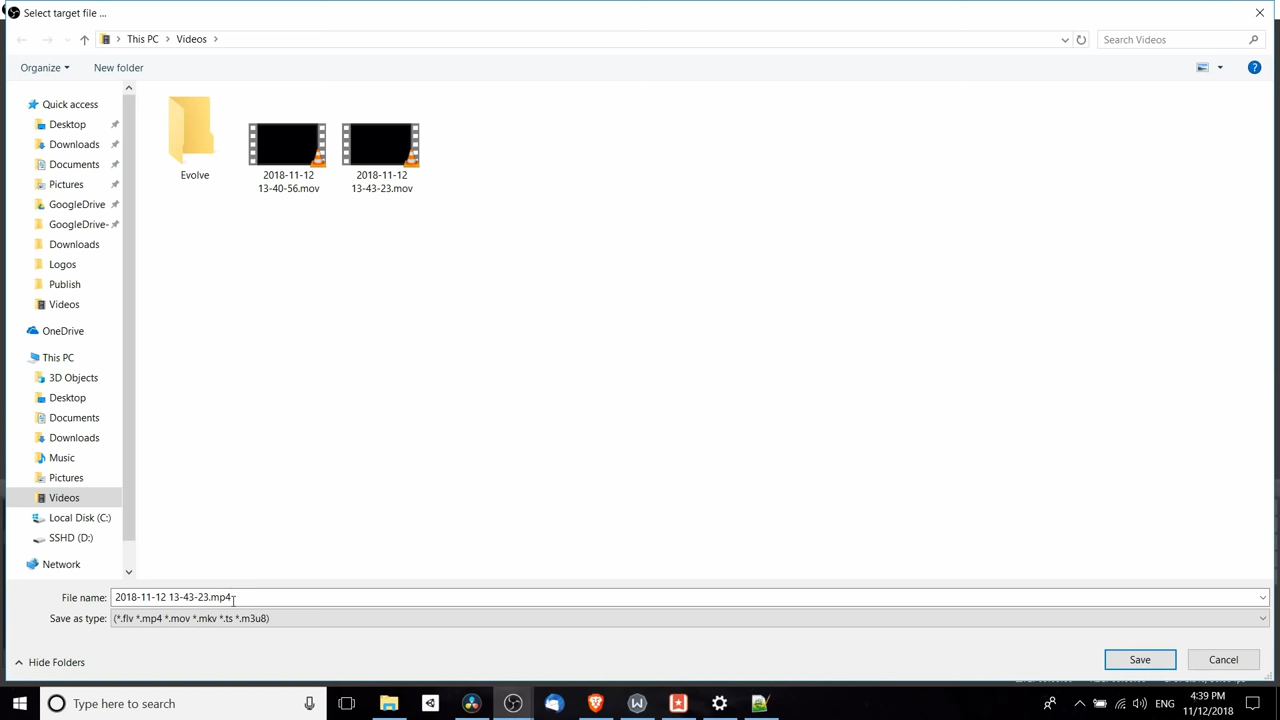 Select target file ...
This PC
Videos
Search Videos
Organize
New folder
?
Quick access
Desktop
Downloads
Documents
Pictures
GoogleDrive
GoogleDrive-
Downloads
Logos
Publish
Videos
OneDrive
This PC
3D Objects
Desktop
Documents
Downloads
Music
Pictures
Videos
Local Disk (C:)
SSHD (D:)
Network
Evolve
2018-11-12
13-40-56.mov
2018-11-12
13-43-23.mov
File name: 2018-11-12 13-43-23.mp4
Save as type: (*.flv *.mp4 *.mov *.mkv *.ts *.m3u8)
Hide Folders
Save
Cancel
Type here to search
ENG
4:39 PM
11/12/2018